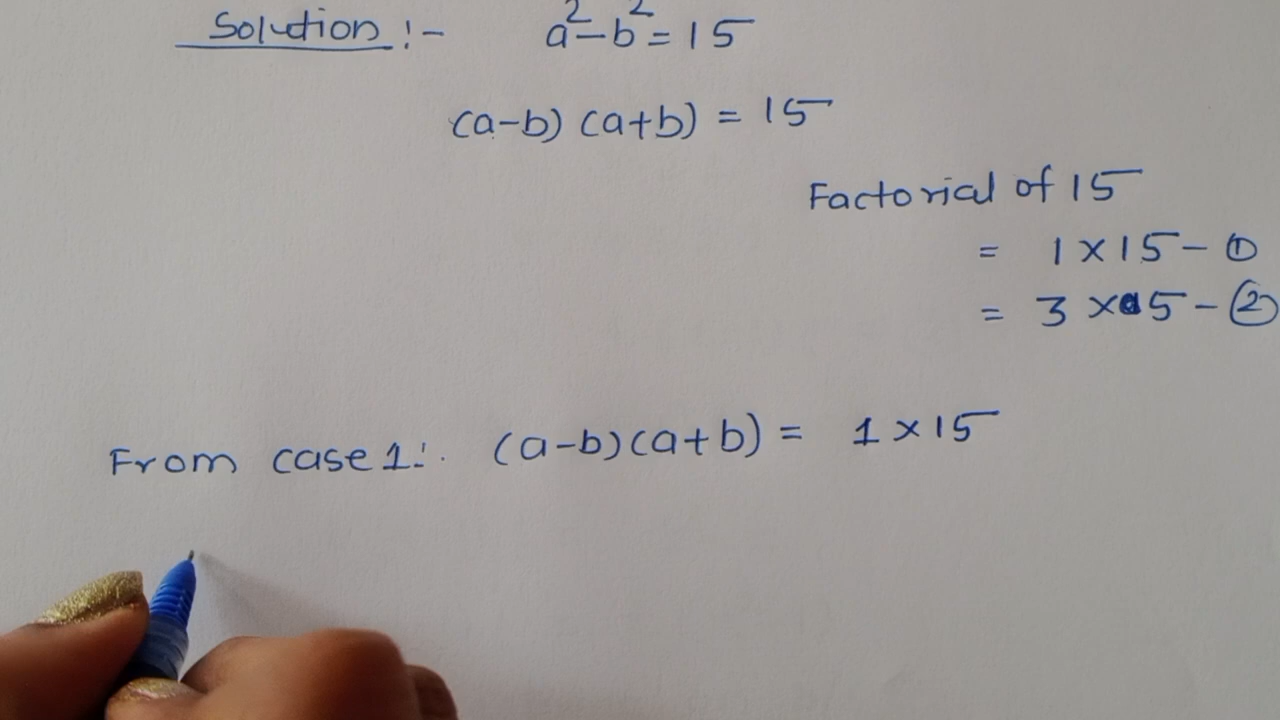 Solution :- a²-b² = 15
(a-b) (a+b) = 15
Factorial of 15
= 1 × 15 - ①
= 3 × 5 - ②
From case 1:. (a-b)(a+b) = 1 × 15